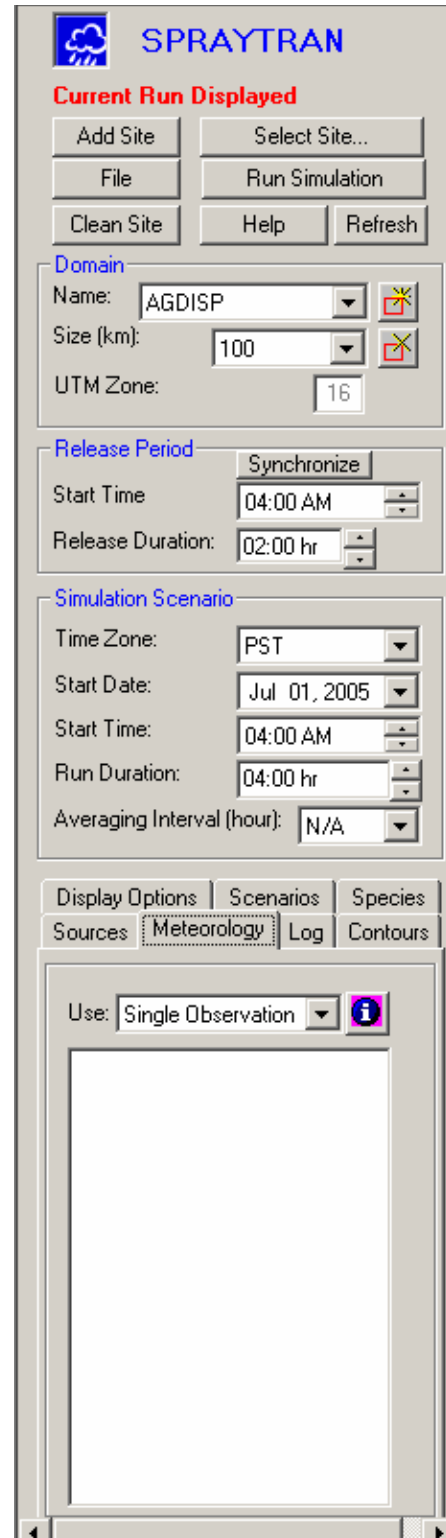 SPRAYTRAN
Current Run Displayed
Add Site Select Site...
File Run Simulation
Clean Site Help Refresh
Domain
Name: AGDISP
Size (km): 100
UTM Zone: 16
Release Period
Synchronize
Start Time 04:00 AM
Release Duration: 02:00 hr
Simulation Scenario
Time Zone: PST
Start Date: Jul 01, 2005
Start Time: 04:00 AM
Run Duration: 04:00 hr
Averaging Interval (hour): N/A
Display Options Scenarios Species
Sources Meteorology Log Contours
Use: Single Observation